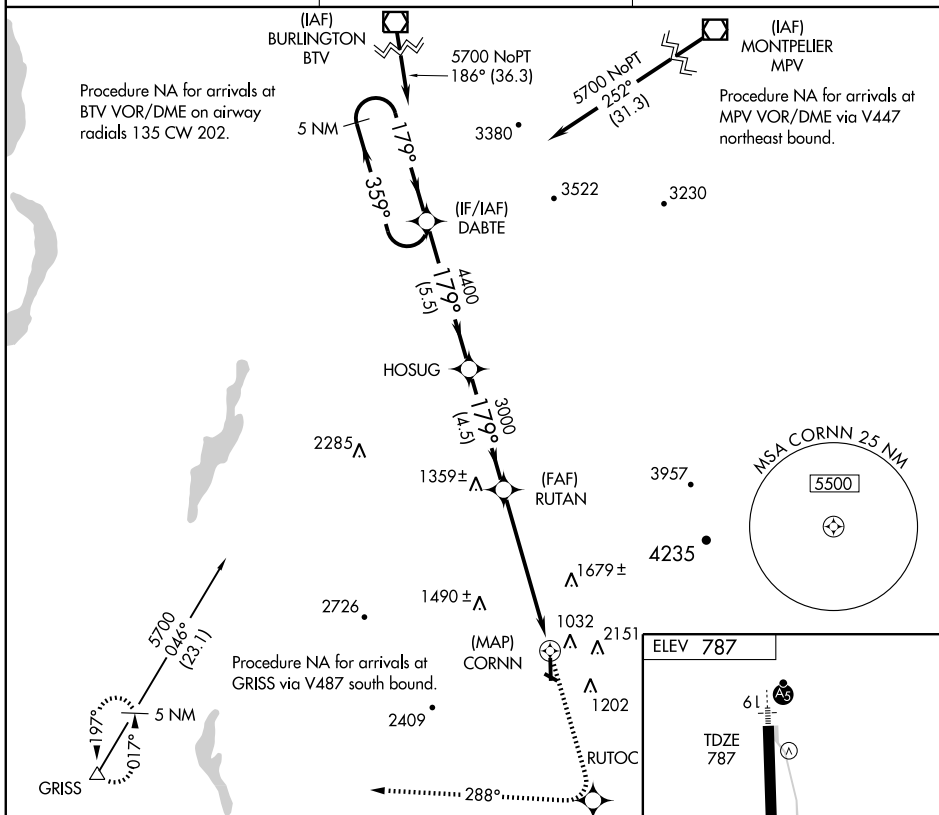 (IAF)
BURLINGTON
BTV
5700 NoPT
186° (36.3)
(IAF)
MONTPELIER
MPV
5700 NoPT
252°
(31.3)
Procedure NA for arrivals at
BTV VOR/DME on airway
radials 135 CW 202.
Procedure NA for arrivals at
MPV VOR/DME via V447
northeast bound.
5 NM
179°
359°
3380
3522
3230
(IF/IAF)
DABTE
4400
179°
(5.5)
HOSUG
3000
179°
(4.5)
2285
1359±
(FAF)
RUTAN
3957
4235
MSA CORNN 25 NM
5500
1679±
1490±
2726
1032
2151
(MAP)
CORNN
1202
5700
046°
(23.1)
Procedure NA for arrivals at
GRISS via V487 south bound.
5 NM
197°
017°
GRISS
2409
RUTOC
288°
ELEV 787
19
A5
TDZE
787